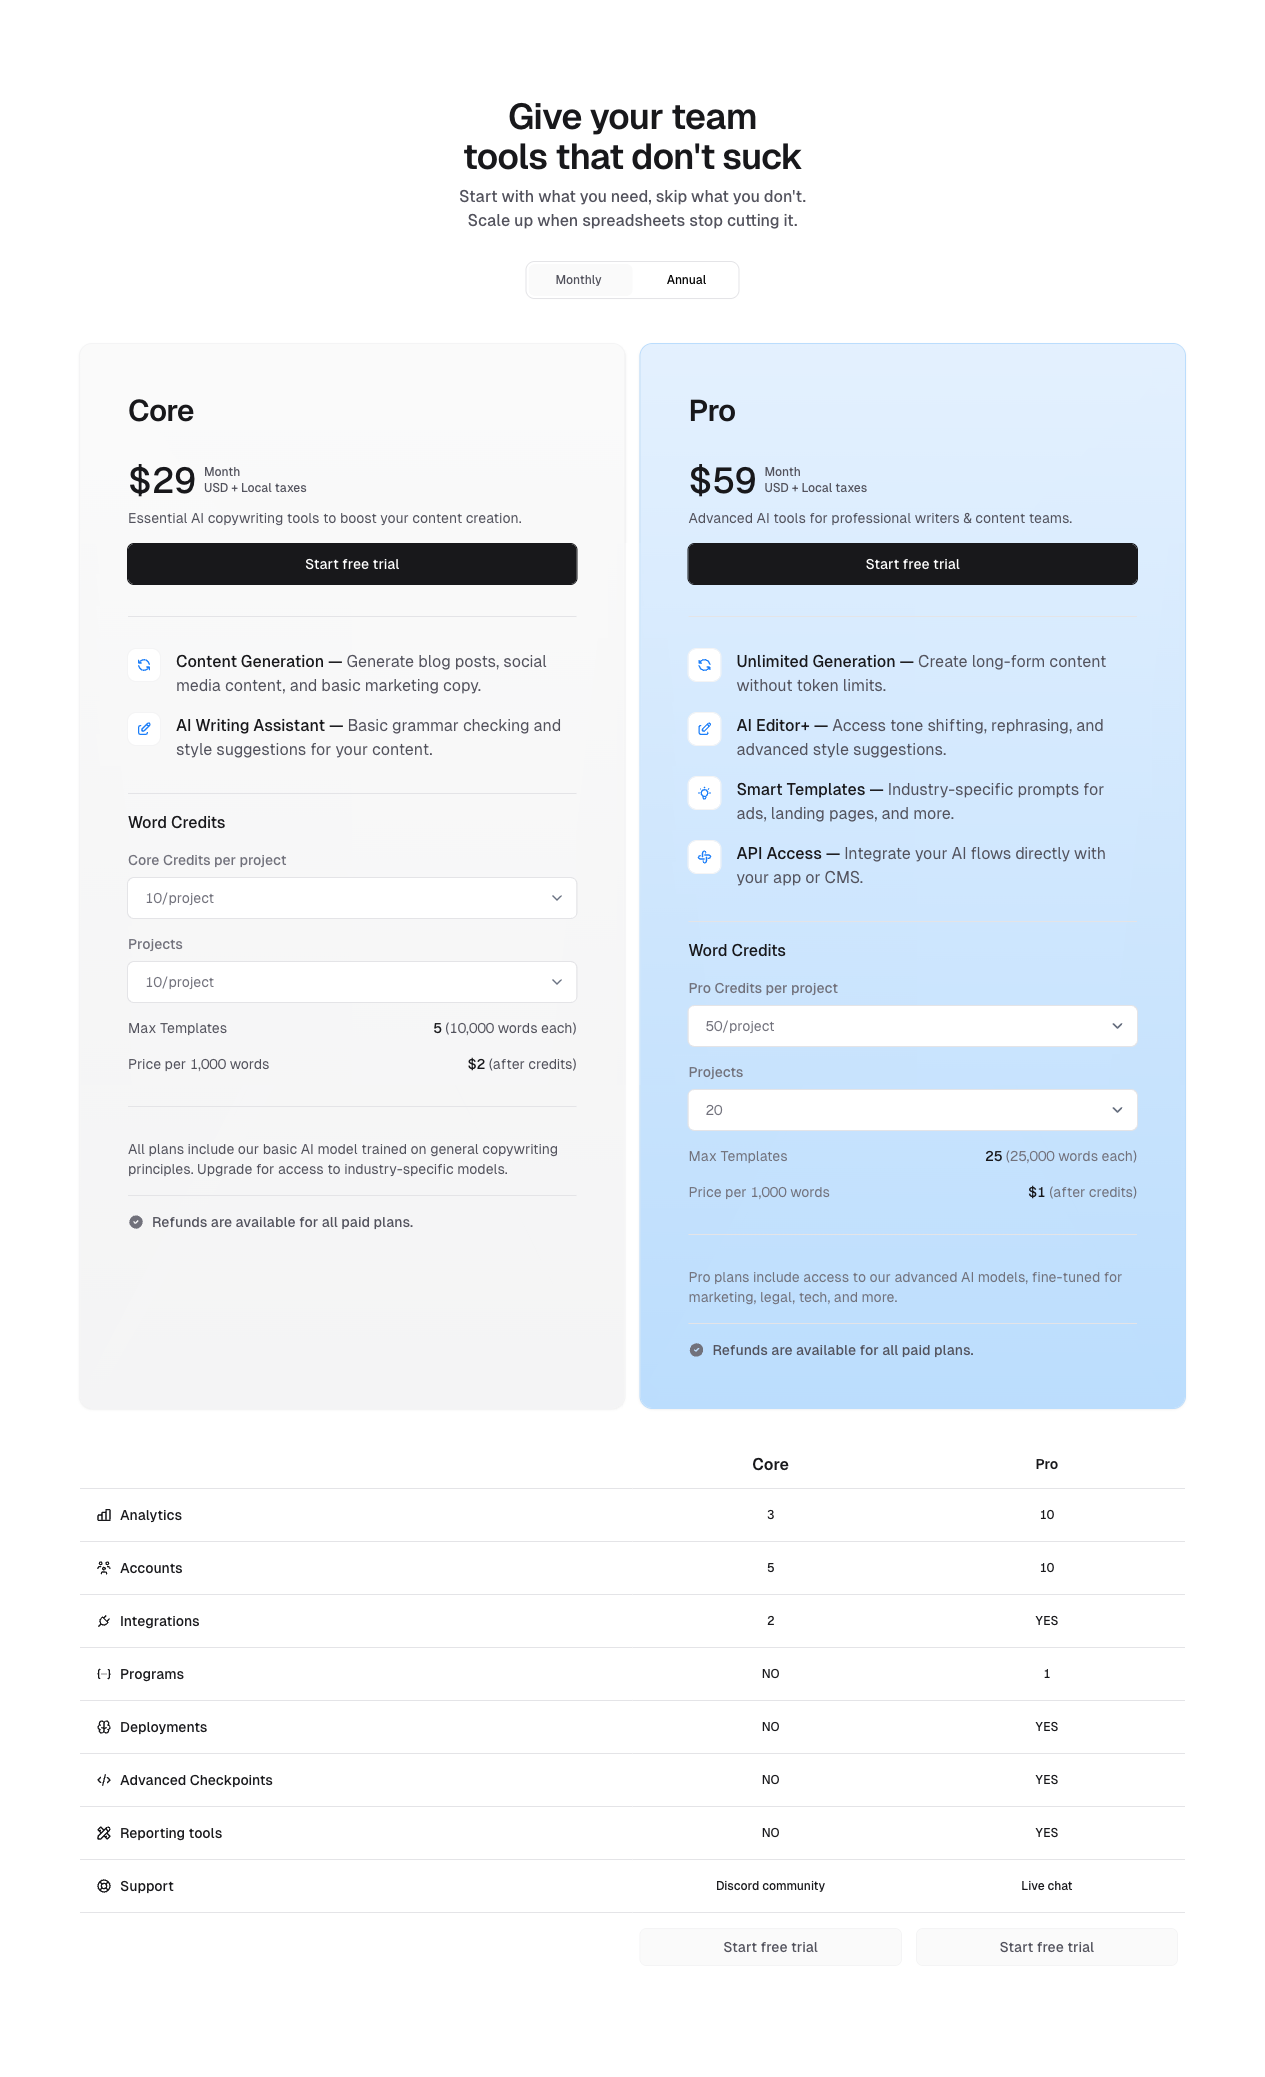 Give your team
tools that don't suck
Start with what you need, skip what you don't.
Scale up when spreadsheets stop cutting it.
Monthly
Annual
Core
$29
Month
USD + Local taxes
Essential AI copywriting tools to boost your content creation.
Start free trial
Content Generation — Generate blog posts, social
media content, and basic marketing copy.
AI Writing Assistant — Basic grammar checking and
style suggestions for your content.
Word Credits
Core Credits per project
10/project
Projects
10/project
Max Templates 5 (10,000 words each)
Price per 1,000 words $2 (after credits)
All plans include our basic AI model trained on general copywriting
principles. Upgrade for access to industry-specific models.
Refunds are available for all paid plans.
Pro
$59
Month
USD + Local taxes
Advanced AI tools for professional writers & content teams.
Start free trial
Unlimited Generation — Create long-form content
without token limits.
AI Editor+ — Access tone shifting, rephrasing, and
advanced style suggestions.
Smart Templates — Industry-specific prompts for
ads, landing pages, and more.
API Access — Integrate your AI flows directly with
your app or CMS.
Word Credits
Pro Credits per project
50/project
Projects
20
Max Templates 25 (25,000 words each)
Price per 1,000 words $1 (after credits)
Pro plans include access to our advanced AI models, fine-tuned for
marketing, legal, tech, and more.
Refunds are available for all paid plans.
Core Pro
Analytics 3 10
Accounts 5 10
Integrations 2 YES
Programs NO 1
Deployments NO YES
Advanced Checkpoints NO YES
Reporting tools NO YES
Support Discord community Live chat
Start free trial Start free trial